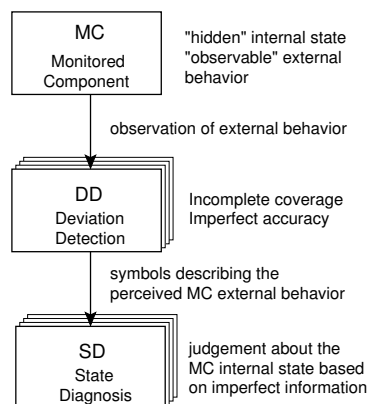 MC
Monitored
Component
"hidden" internal state
"observable" external
behavior
observation of external behavior
DD
Deviation
Detection
Incomplete coverage
Imperfect accuracy
symbols describing the
perceived MC external behavior
SD
State
Diagnosis
judgement about the
MC internal state based
on imperfect information